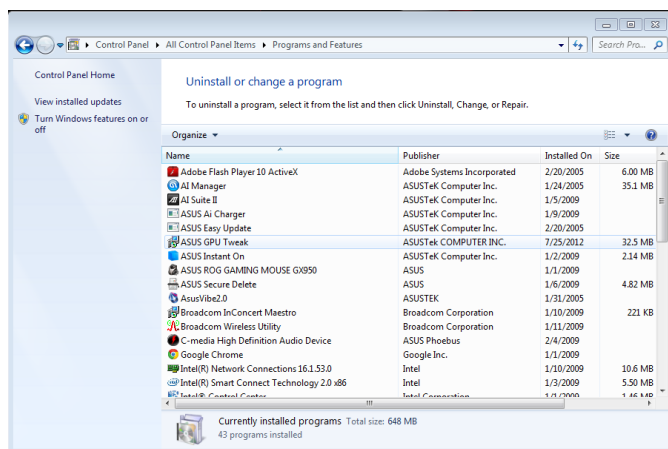 Control Panel ▸ All Control Panel Items ▸ Programs and Features
Search Pro...
Control Panel Home
View installed updates
Turn Windows features on or off
Uninstall or change a program
To uninstall a program, select it from the list and then click Uninstall, Change, or Repair.
Organize
Name Publisher Installed On Size
Adobe Flash Player 10 ActiveX Adobe Systems Incorporated 2/20/2005 6.00 MB
AI Manager ASUSTeK Computer Inc. 1/24/2005 35.1 MB
AI Suite II ASUSTeK Computer Inc. 1/5/2009
ASUS Ai Charger ASUSTeK Computer Inc. 1/9/2009
ASUS Easy Update ASUSTeK Computer Inc. 2/20/2005
ASUS GPU Tweak ASUSTek COMPUTER INC. 7/25/2012 32.5 MB
ASUS Instant On ASUSTeK Computer Inc. 1/2/2009 2.14 MB
ASUS ROG GAMING MOUSE GX950 ASUS 1/1/2009
ASUS Secure Delete ASUS 1/6/2009 4.82 MB
AsusVibe2.0 ASUSTEK 1/31/2005
Broadcom InConcert Maestro Broadcom Corporation 1/10/2009 221 KB
Broadcom Wireless Utility Broadcom Corporation 1/11/2009
C-media High Definition Audio Device ASUS Phoebus 2/4/2009
Google Chrome Google Inc. 1/1/2009
Intel(R) Network Connections 16.1.53.0 Intel 1/10/2009 10.6 MB
Intel(R) Smart Connect Technology 2.0 x86 Intel 1/3/2009 5.50 MB
Intel® Control Center Intel Corporation 1/1/2009 1.46 MB
Currently installed programs Total size: 648 MB
43 programs installed